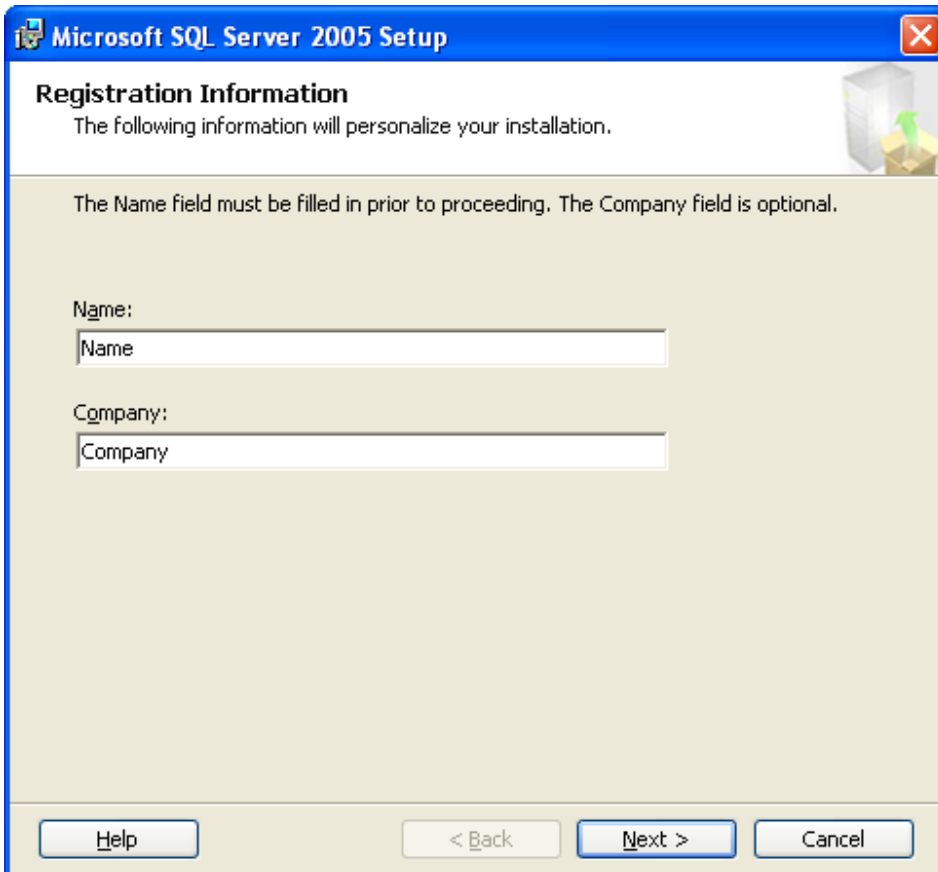 Microsoft SQL Server 2005 Setup
Registration Information
The following information will personalize your installation.
The Name field must be filled in prior to proceeding. The Company field is optional.
Name:
Name
Company:
Company
Help
< Back
Next >
Cancel